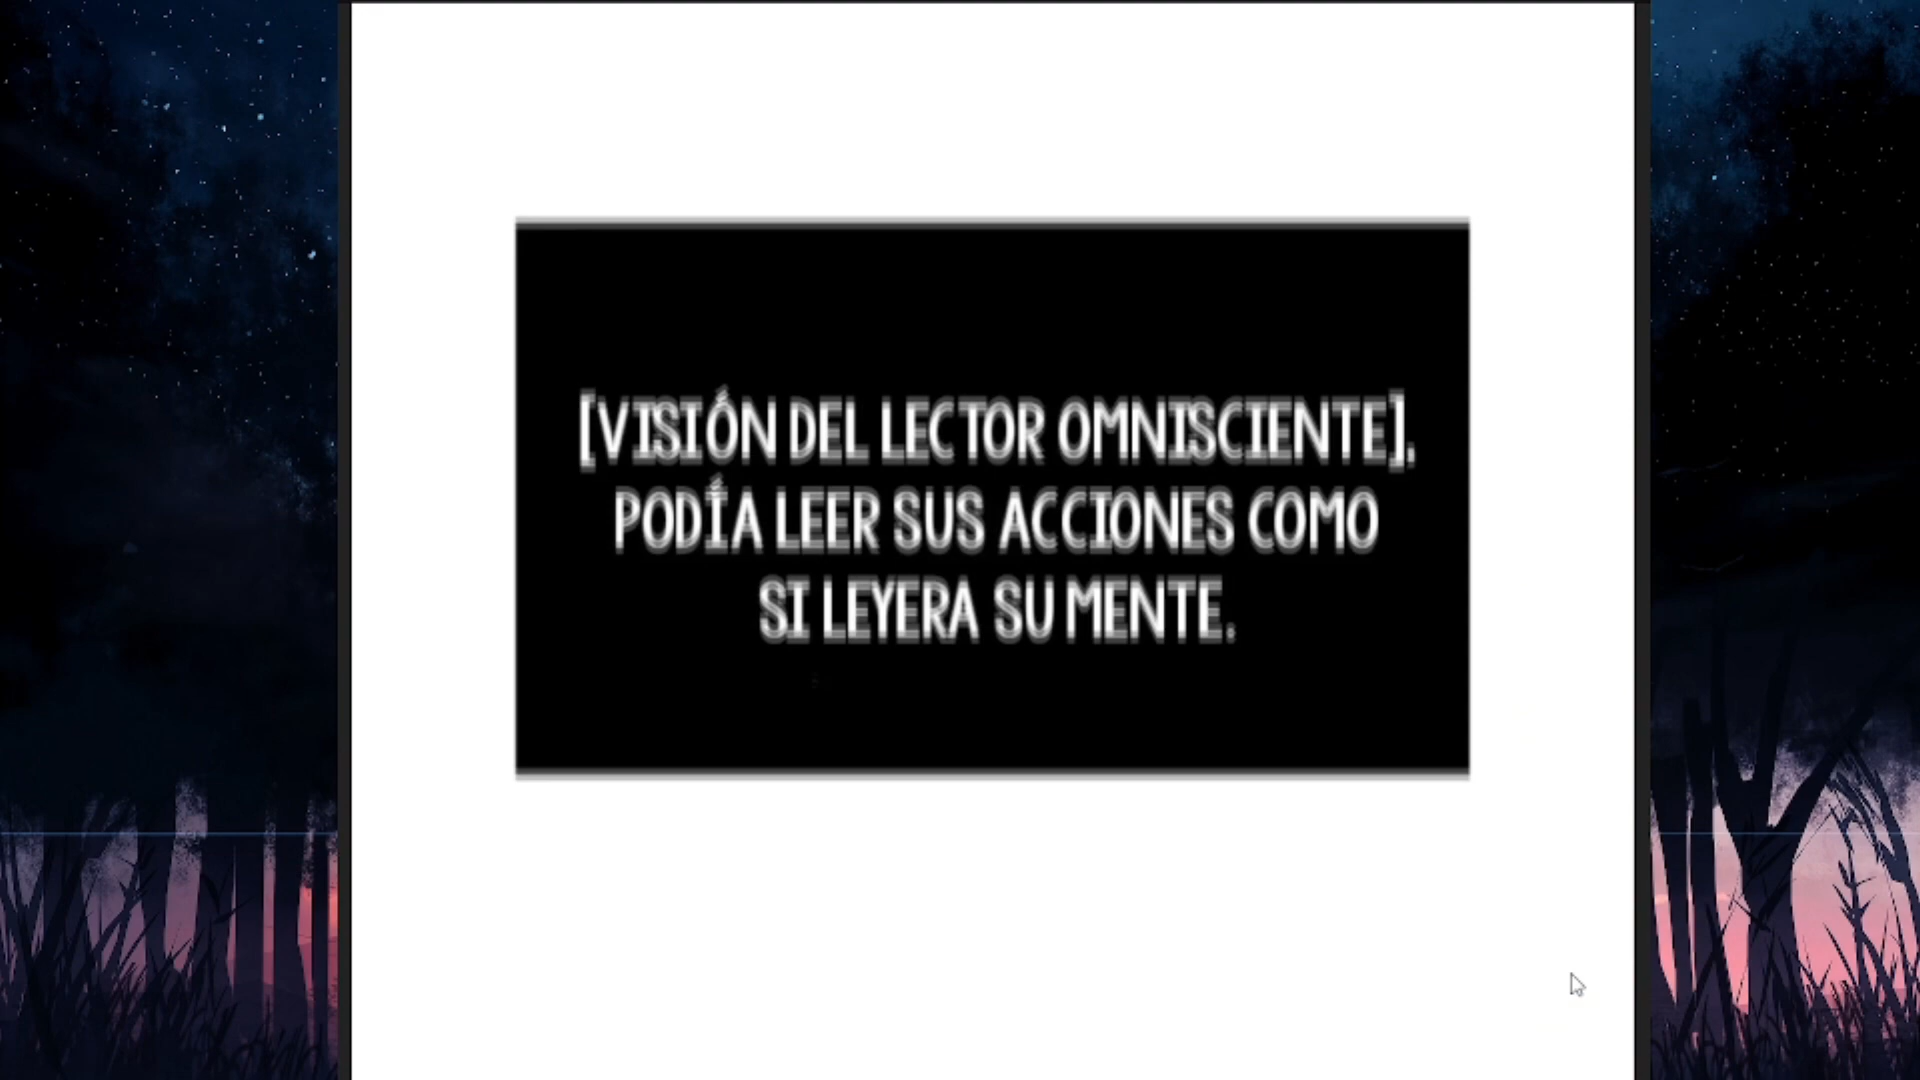 [VISIÓN DEL LECTOR OMNISCIENTE].
PODÍA LEER SUS ACCIONES COMO
SI LEYERA SU MENTE.